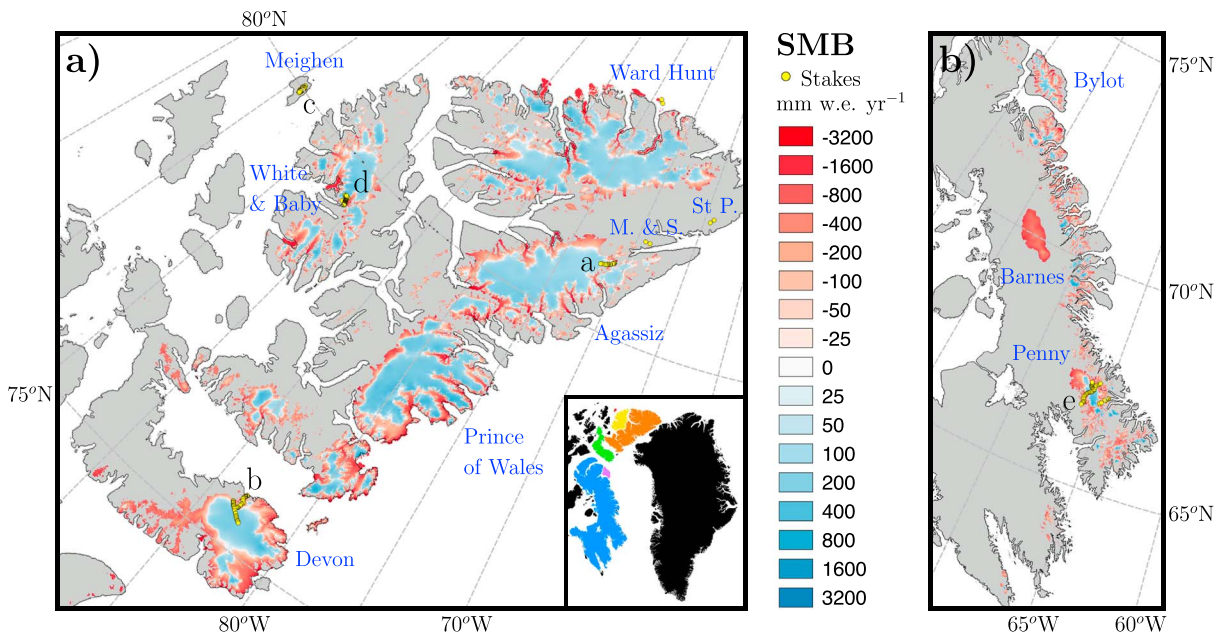 80°N
a)
Meighen
c
Ward Hunt
White
& Baby
d
St P.
M. & S.
a
Agassiz
75°N
Prince
of Wales
b
Devon
80°W
70°W
SMB
Stakes
mm w.e. yr⁻¹
-3200
-1600
-800
-400
-200
-100
-50
-25
0
25
50
100
200
400
800
1600
3200
b)
Bylot
75°N
Barnes
70°N
Penny
e
65°N
65°W
60°W